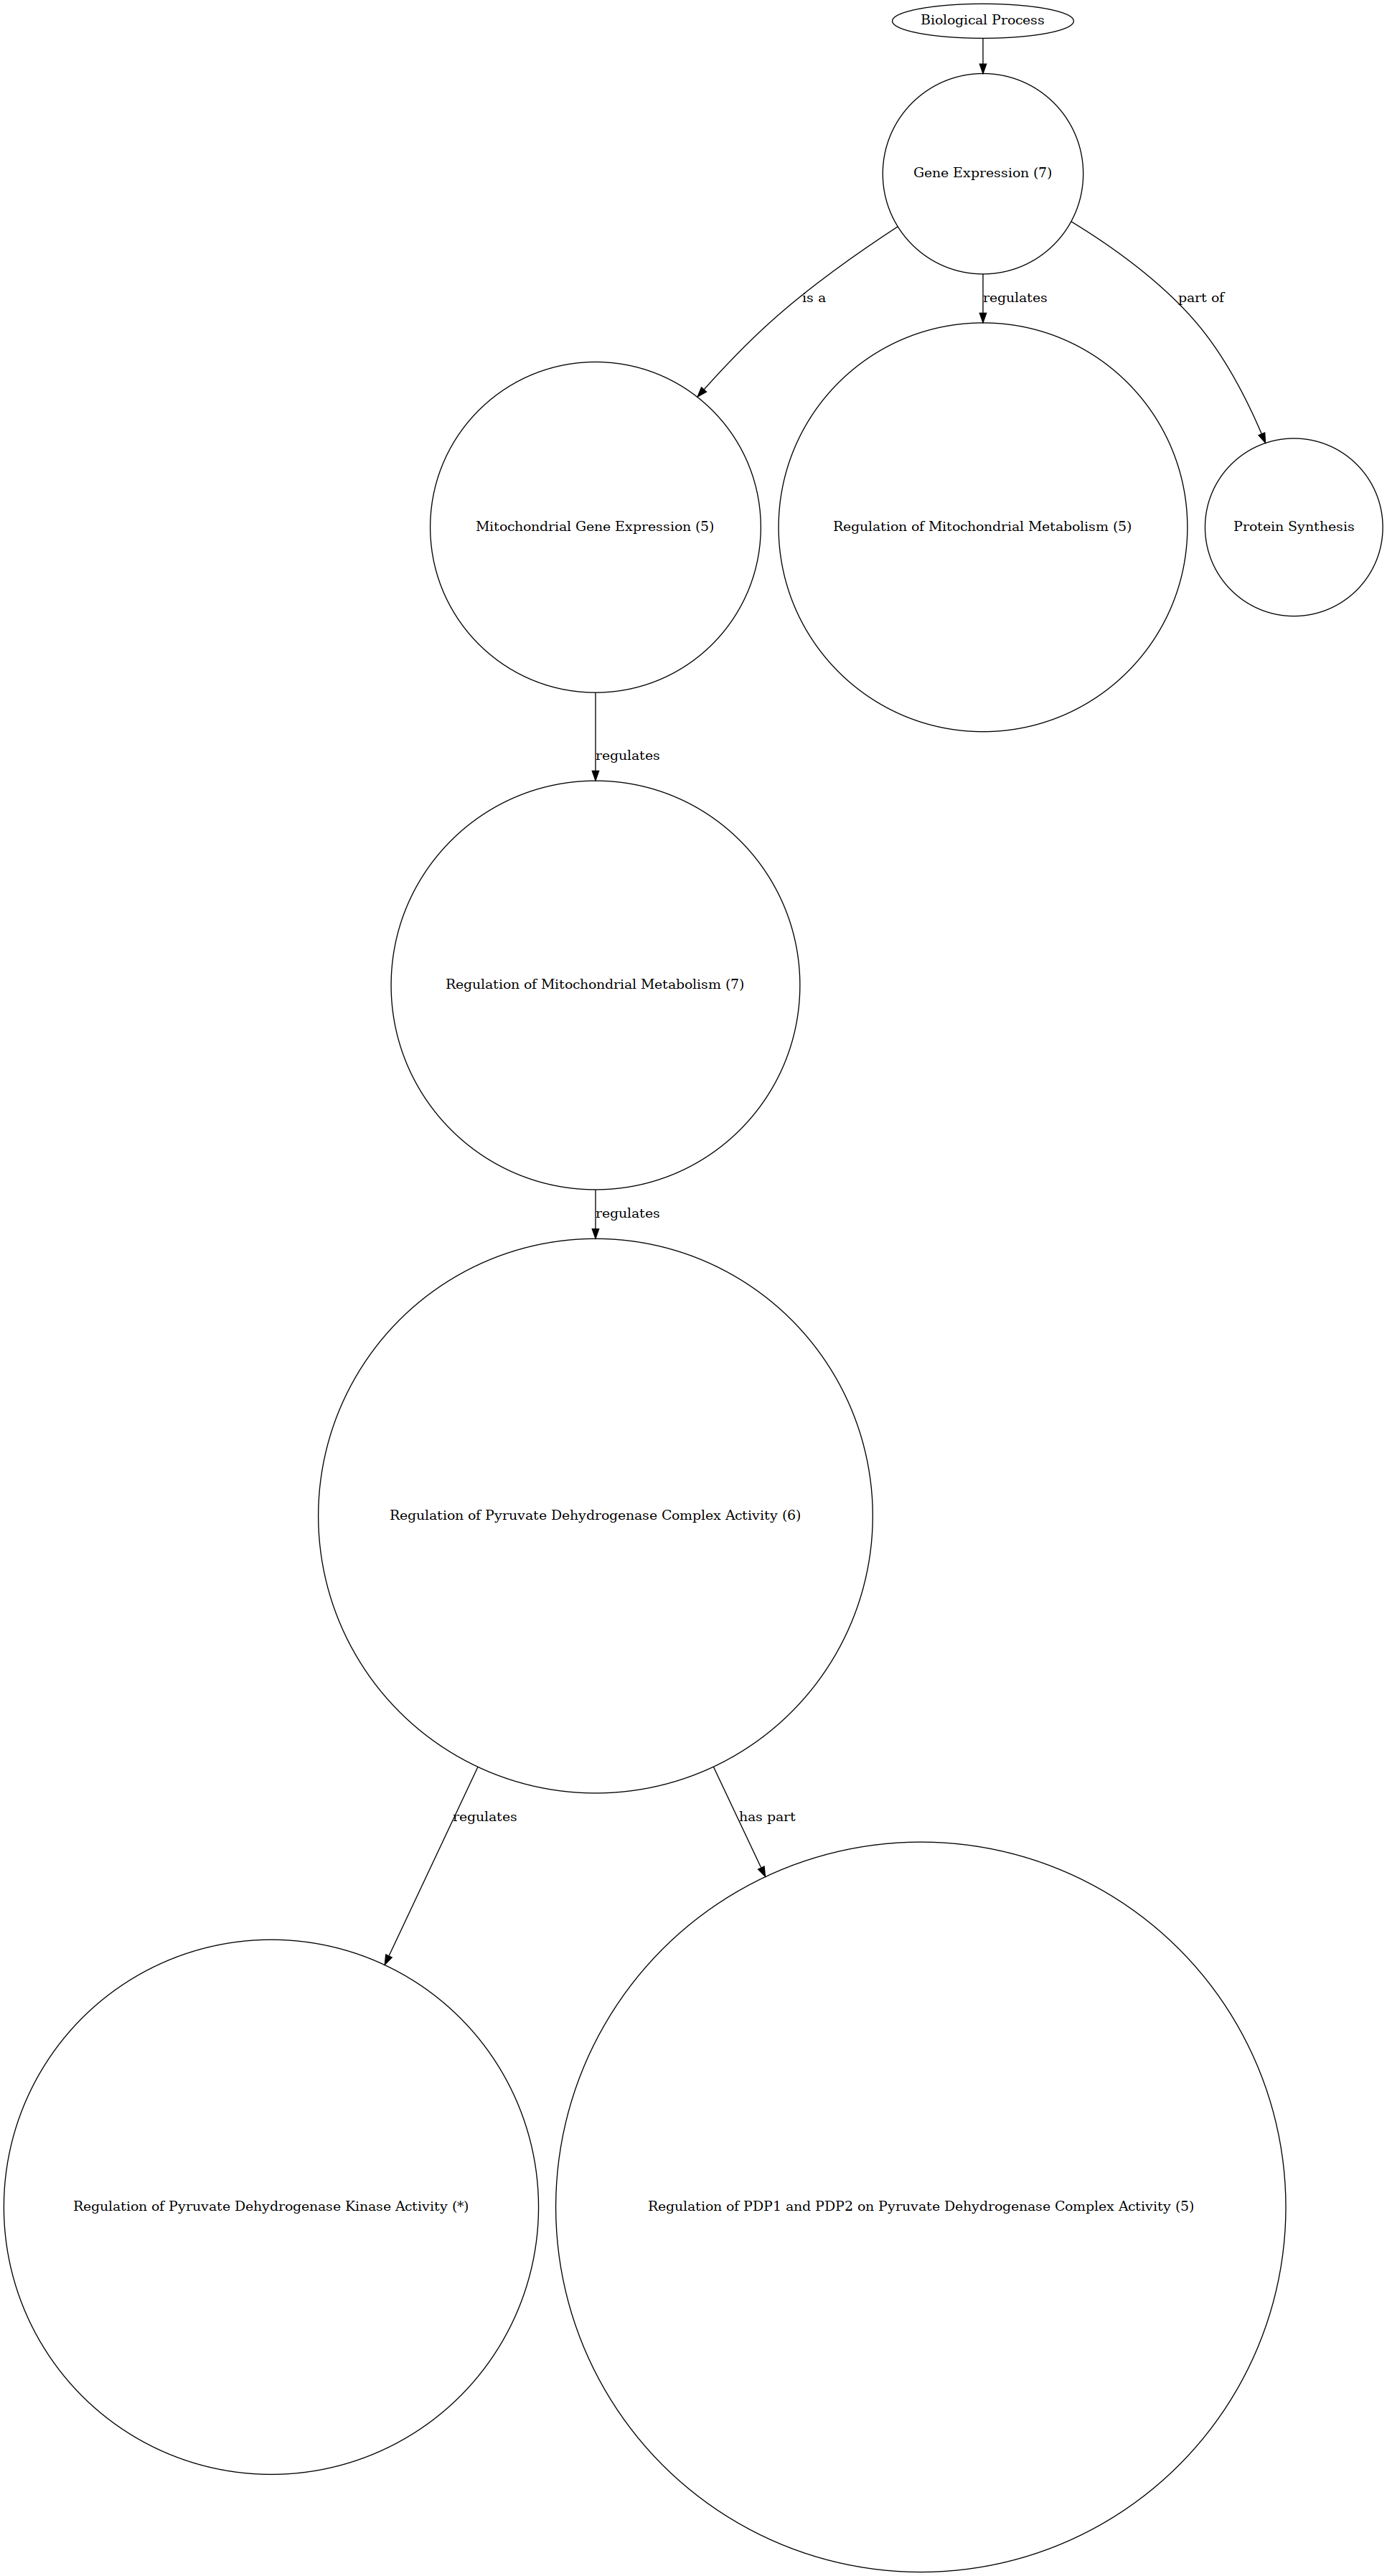 Biological Process
Gene Expression (7)
is a
regulates
part of
Mitochondrial Gene Expression (5)
Regulation of Mitochondrial Metabolism (5)
Protein Synthesis
regulates
Regulation of Mitochondrial Metabolism (7)
regulates
Regulation of Pyruvate Dehydrogenase Complex Activity (6)
regulates
has part
Regulation of Pyruvate Dehydrogenase Kinase Activity (*)
Regulation of PDP1 and PDP2 on Pyruvate Dehydrogenase Complex Activity (5)